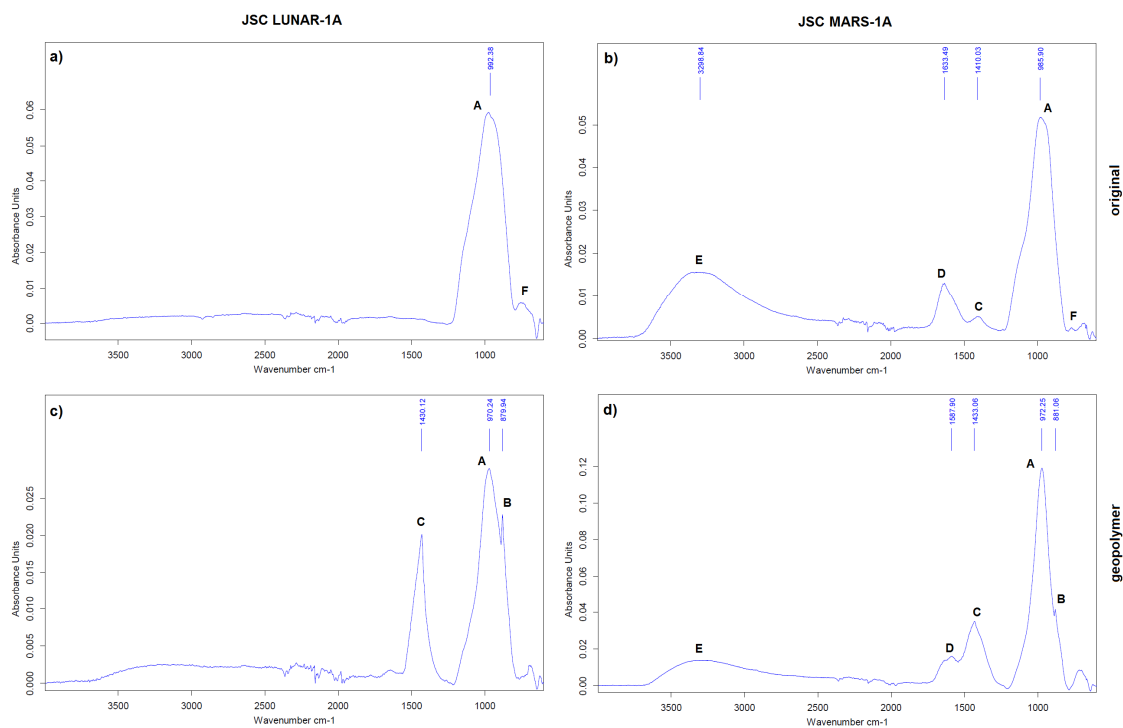 JSC LUNAR-1A
JSC MARS-1A
a)
992.38
A
F
Absorbance Units
0.00 0.01 0.02 0.03 0.04 0.05 0.06
3500 3000 2500 2000 1500 1000
Wavenumber cm-1
b)
3298.84
1633.49
1410.03
985.90
A
E
D
C
F
Absorbance Units
0.00 0.01 0.02 0.03 0.04 0.05
3500 3000 2500 2000 1500 1000
Wavenumber cm-1
original
c)
1430.12
970.24
879.94
A
B
C
Absorbance Units
0.000 0.005 0.010 0.015 0.020 0.025
3500 3000 2500 2000 1500 1000
Wavenumber cm-1
d)
1587.90
1433.06
972.25
881.06
A
B
C
D
E
Absorbance Units
0.00 0.02 0.04 0.06 0.08 0.10 0.12
3500 3000 2500 2000 1500 1000
Wavenumber cm-1
geopolymer